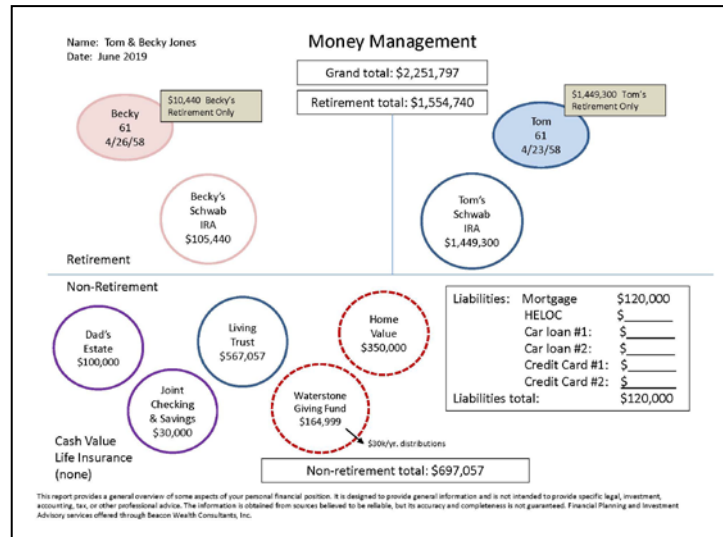 Name: Tom & Becky Jones
Date: June 2019
Money Management
Grand total: $2,251,797
Retirement total: $1,554,740
$10,440 Becky's
Retirement Only
Becky
61
4/26/58
$1,449,300 Tom's
Retirement Only
Tom
61
4/23/58
Becky's
Schwab
IRA
$105,440
Tom's
Schwab
IRA
$1,449,300
Retirement
Non-Retirement
Dad's
Estate
$100,000
Joint
Checking
& Savings
$30,000
Living
Trust
$567,057
Waterstone
Giving Fund
$164,999
$30k/yr. distributions
Home
Value
$350,000
Liabilities: Mortgage $120,000
HELOC $______
Car loan #1: $______
Car loan #2: $______
Credit Card #1: $______
Credit Card #2: $______
Liabilities total: $120,000
Cash Value
Life Insurance
(none)
Non-retirement total: $697,057
This report provides a general overview of some aspects of your personal financial position. It is designed to provide general information and is not intended to provide specific legal, investment,
accounting, tax, or other professional advice. The information is obtained from sources believed to be reliable, but its accuracy and completeness is not guaranteed. Financial Planning and Investment
Advisory services offered through Beacon Wealth Consultants, Inc.